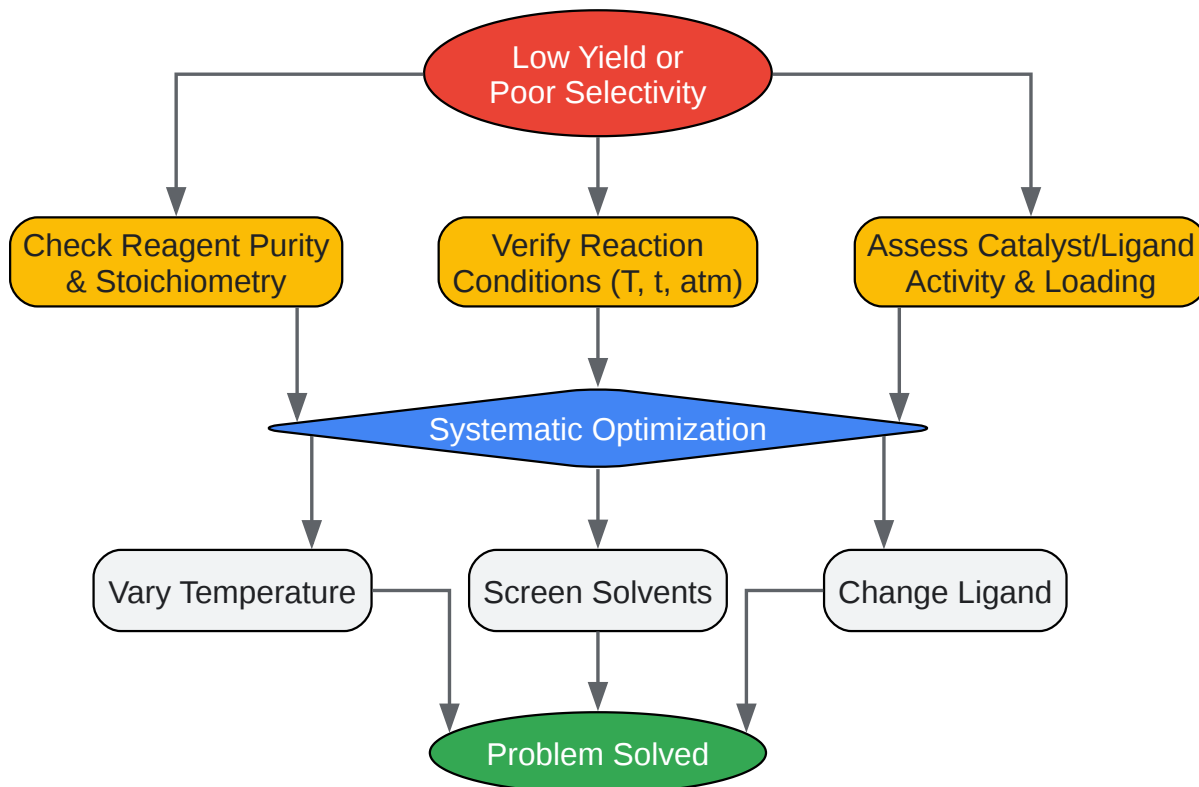 Low Yield or
Poor Selectivity
Check Reagent Purity
& Stoichiometry
Verify Reaction
Conditions (T, t, atm)
Assess Catalyst/Ligand
Activity & Loading
Systematic Optimization
Vary Temperature
Screen Solvents
Change Ligand
Problem Solved